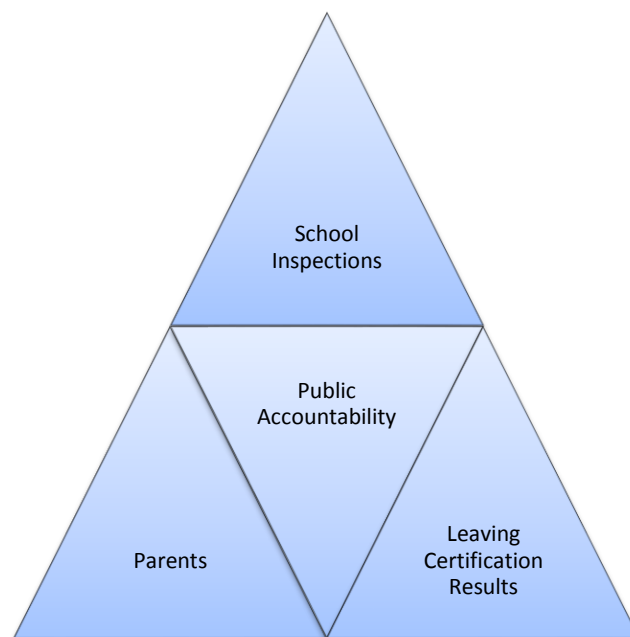 School
Inspections
Public
Accountability
Parents
Leaving
Certification
Results